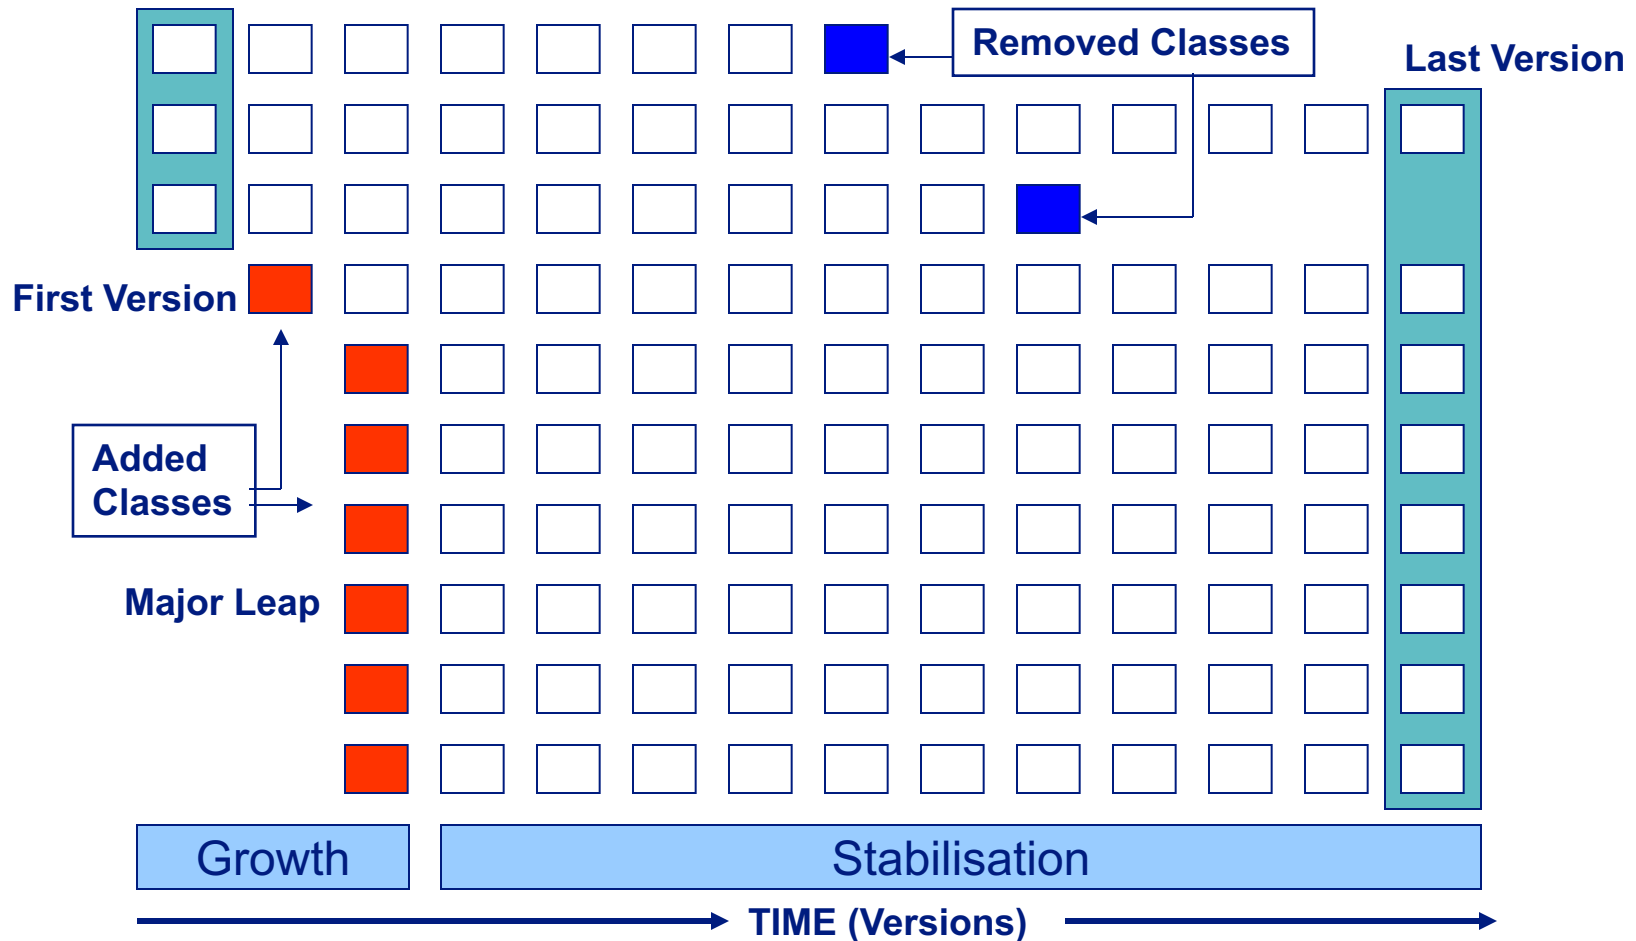 Removed Classes
Last Version
First Version
Added
Classes
Major Leap
Growth
Stabilisation
TIME (Versions)